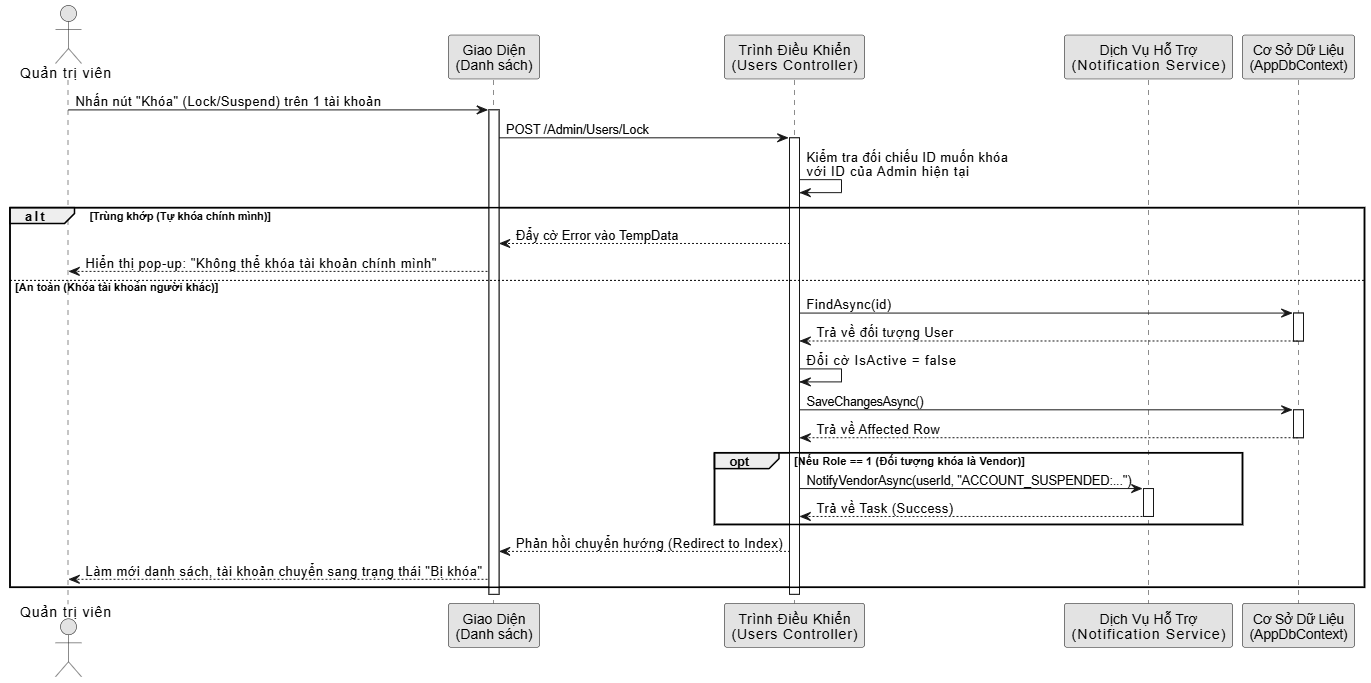 Quản trị viên
Giao Diện
(Danh sách)
Trình Điều Khiển
(Users Controller)
Dịch Vụ Hỗ Trợ
(Notification Service)
Cơ Sở Dữ Liệu
(AppDbContext)
Nhấn nút "Khóa" (Lock/Suspend) trên 1 tài khoản
POST /Admin/Users/Lock
Kiểm tra đối chiếu ID muốn khóa
với ID của Admin hiện tại
alt
[Trùng khớp (Tự khóa chính mình)]
Đẩy cờ Error vào TempData
Hiển thị pop-up: "Không thể khóa tài khoản chính mình"
[An toàn (Khóa tài khoản người khác)]
FindAsync(id)
Trả về đối tượng User
Đổi cờ IsActive = false
SaveChangesAsync()
Trả về Affected Row
opt
[Nếu Role == 1 (Đối tượng khóa là Vendor)]
NotifyVendorAsync(userId, "ACCOUNT_SUSPENDED:...")
Trả về Task (Success)
Phản hồi chuyển hướng (Redirect to Index)
Làm mới danh sách, tài khoản chuyển sang trạng thái "Bị khóa"
Quản trị viên
Giao Diện
(Danh sách)
Trình Điều Khiển
(Users Controller)
Dịch Vụ Hỗ Trợ
(Notification Service)
Cơ Sở Dữ Liệu
(AppDbContext)